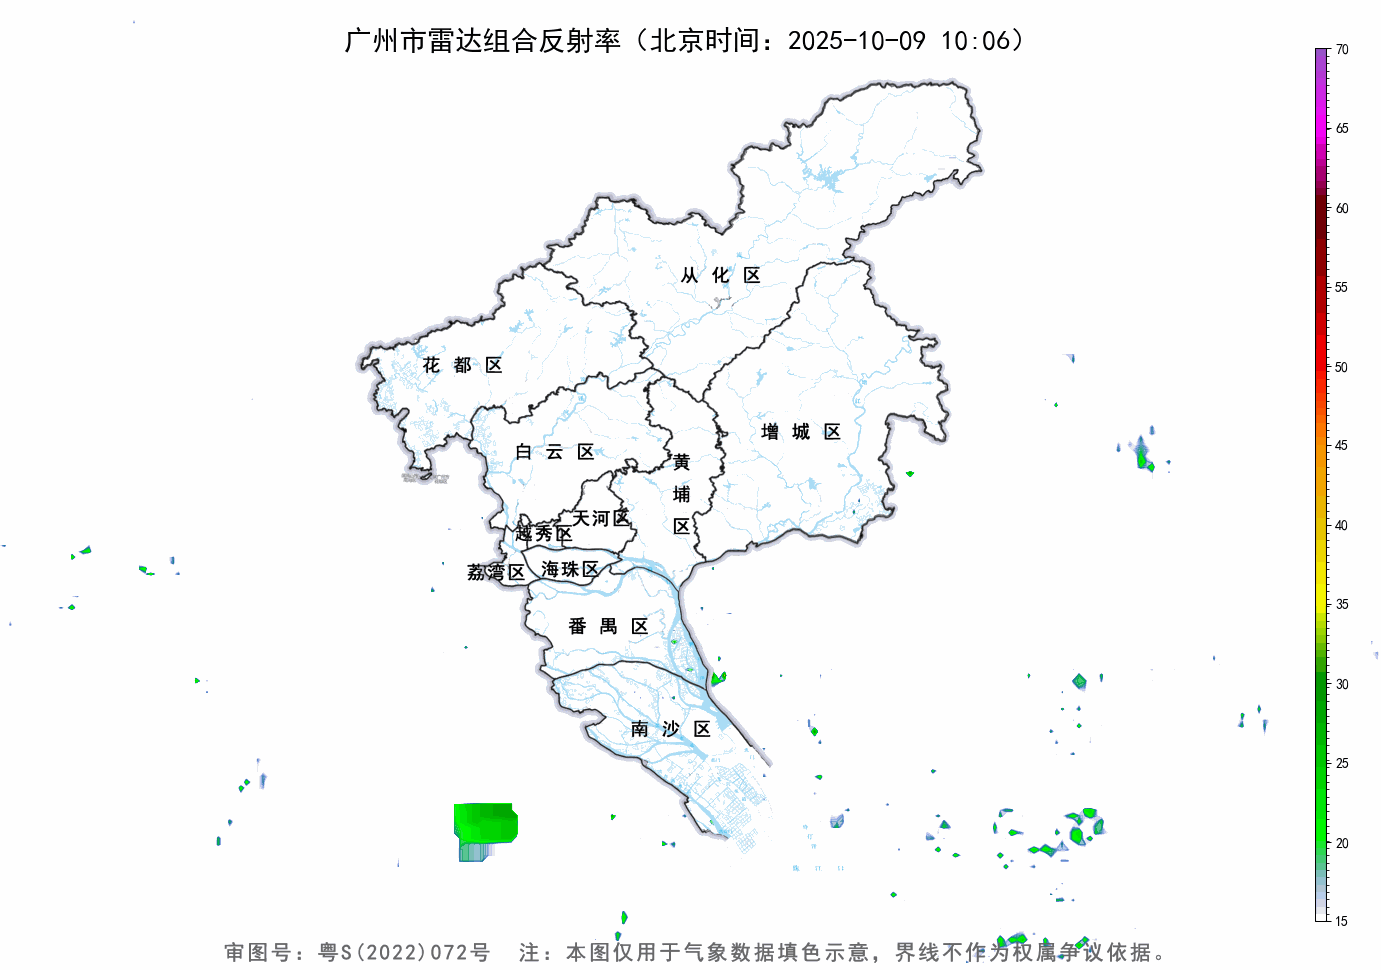 广州市雷达组合反射率（北京时间：2025-10-09 10:06）
70
65
60
55
50
45
40
35
30
25
20
15
从化区
花都区
增城区
白云区
黄埔区
天河区
越秀区
荔湾区
海珠区
番禺区
南沙区
审图号：粤S(2022)072号 注：本图仅用于气象数据填色示意，界线不作为权属争议依据。